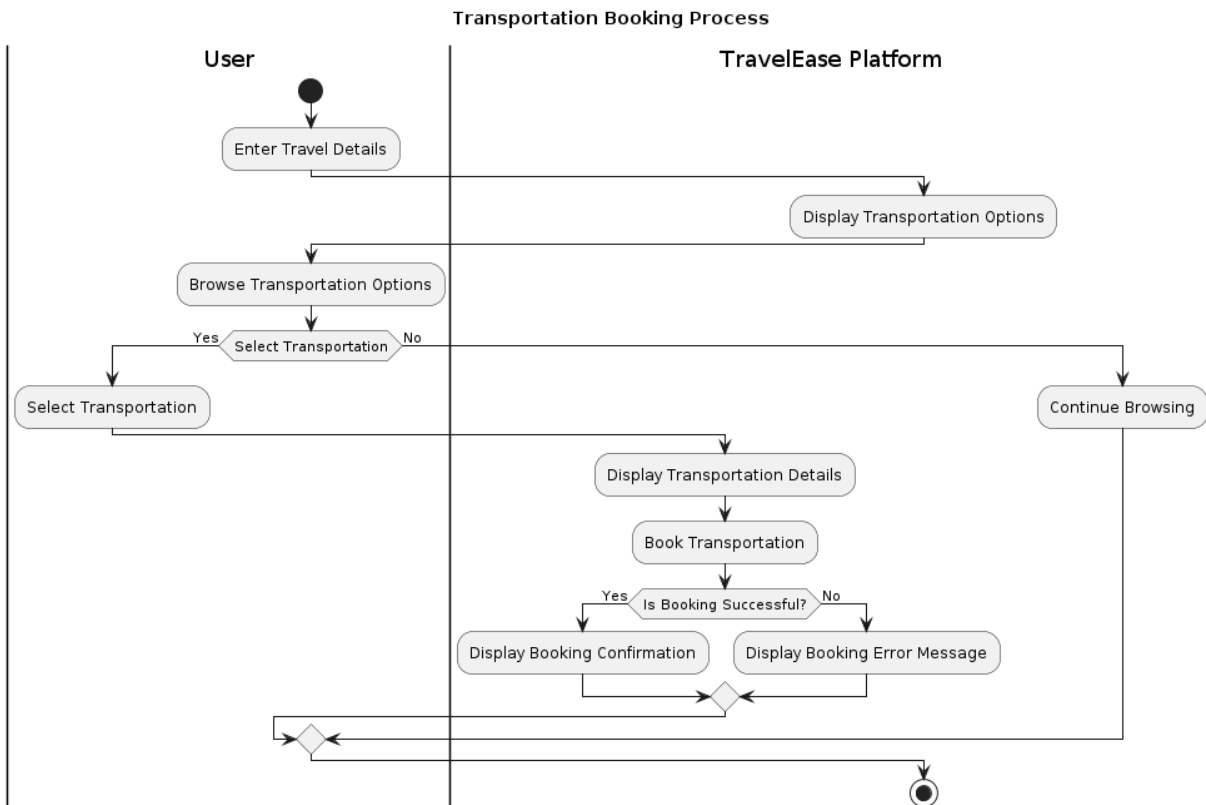 Transportation Booking Process
User
TravelEase Platform
Enter Travel Details
Display Transportation Options
Browse Transportation Options
Yes
Select Transportation
No
Select Transportation
Continue Browsing
Display Transportation Details
Book Transportation
Yes
Is Booking Successful?
No
Display Booking Confirmation
Display Booking Error Message